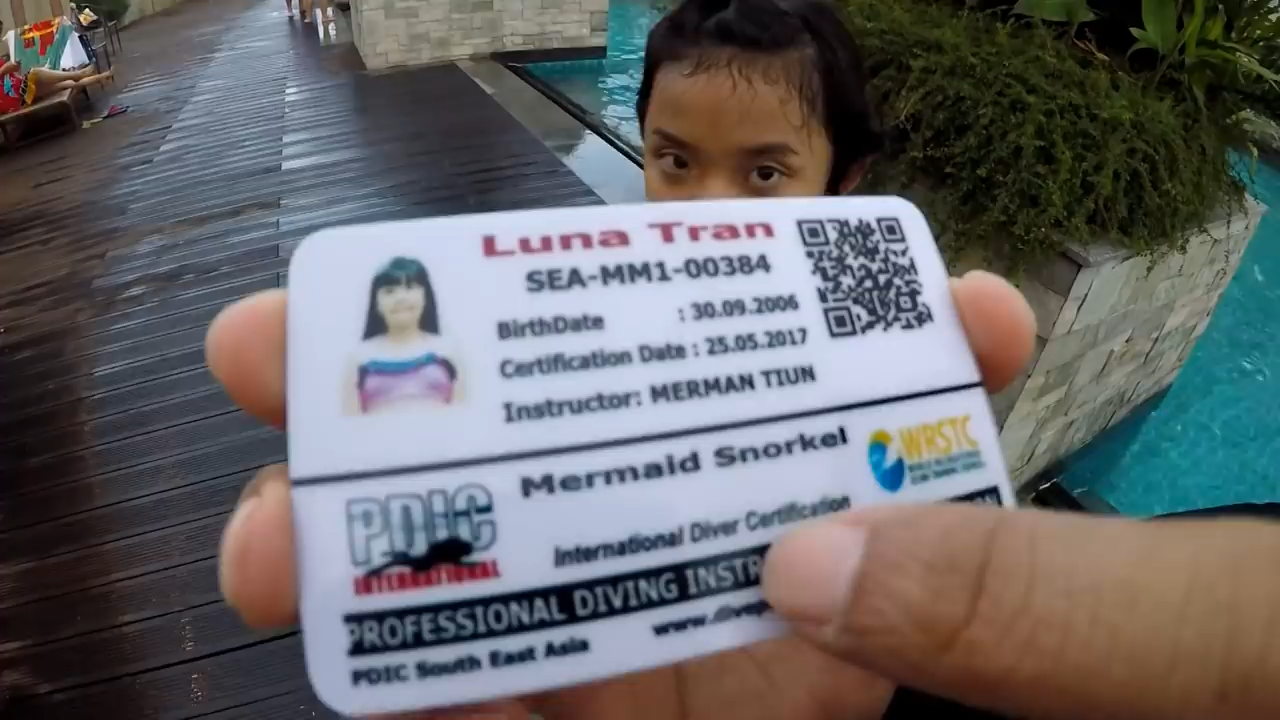 Luna Tran
SEA-MM1-00384
BirthDate : 30.09.2006
Certification Date : 25.05.2017
Instructor: MERMAN TIUN
Mermaid Snorkel
WRSTC
PDIC
INTERNATIONAL
International Diver Certification
PROFESSIONAL DIVING
PDIC South East Asia